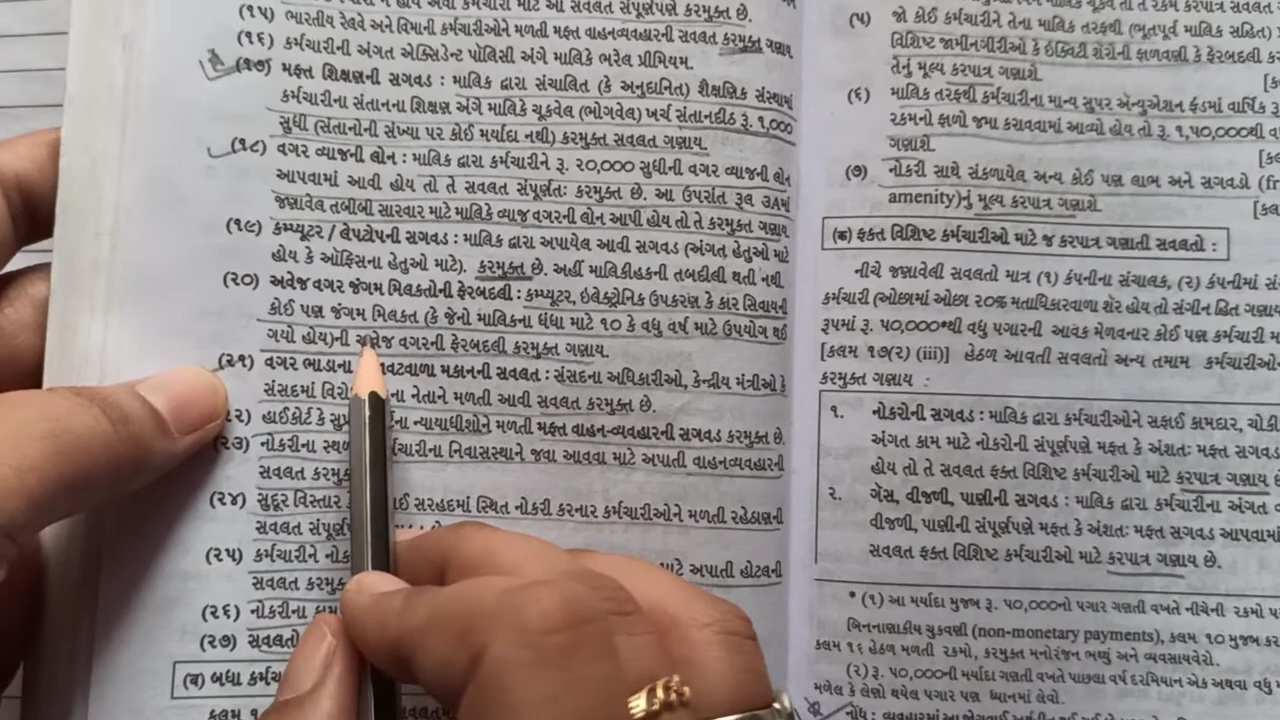 (૧૫) ભારતીય રેલવે અને વિમાની કર્મચારીઓને મળતી મફત વાહનવ્યવહારની સવલત કરમુક્ત ગણાય
(૧૬) કર્મચારીની અંગત એક્સિડેન્ટ પૉલિસી અંગે માલિકે ભરેલ પ્રીમિયમ.
(૧૭) મફત શિક્ષણની સગવડ : માલિક દ્વારા સંચાલિત (કે અનુદાનિત) શૈક્ષણિક સંસ્થામાં
કર્મચારીના સંતાનના શિક્ષણ અંગે માલિકે ચૂકવેલ (ભોગવેલ) ખર્ચ સંતાનદીઠ રૂ. ૧,૦૦૦
સુધી (સંતાનોની સંખ્યા પર કોઈ મર્યાદા નથી) કરમુક્ત સવલત ગણાય.
(૧૮) વગર વ્યાજની લોન : માલિક દ્વારા કર્મચારીને રૂ. ૨૦,૦૦૦ સુધીની વગર વ્યાજની લોન
આપવામાં આવી હોય તો તે સવલત સંપૂર્ણતઃ કરમુક્ત છે. આ ઉપરાંત રૂલ ૩Aમાં
જણાવેલ તબીબી સારવાર માટે માલિકે વ્યાજ વગરની લોન આપી હોય તો તે કરમુક્ત ગણાય
(૧૯) કમ્પ્યૂટર / લેપટોપની સગવડ : માલિક દ્વારા અપાયેલ આવી સગવડ (અંગત હેતુઓ માટે
હોય કે ઑફિસના હેતુઓ માટે). કરમુક્ત છે. અહીં માલિકીહકની તબદીલી થતી નથી
(૨૦) અવેજ વગર જંગમ મિલકતોની ફેરબદલી : કમ્પ્યૂટર, ઇલેક્ટ્રોનિક ઉપકરણ કે કાર સિવાયની
કોઈ પણ જંગમ મિલકત (કે જેનો માલિકના ધંધા માટે ૧૦ કે વધુ વર્ષ માટે ઉપયોગ થઈ
ગયો હોય)ની અવેજ વગરની ફેરબદલી કરમુક્ત ગણાય.
(૨૧) વગર ભાડાના વટવાળા મકાનની સવલત : સંસદના અધિકારીઓ, કેન્દ્રીય મંત્રીઓ કે
સંસદમાં ના નેતાને મળતી આવી સવલત કરમુક્ત છે.
૨૨) હાઈકોર્ટ કે ના ન્યાયાધીશોને મળતી મફત વાહન-વ્યવહારની સગવડ કરમુક્ત છે.
(૨૩) નોકરીના સ્થળ ચારીના નિવાસસ્થાને જવા આવવા માટે અપાતી વાહનવ્યવહારની
સવલત
(૨૪) સુદૂર વિસ્તાર સરહદમાં સ્થિત નોકરી કરનાર કર્મચારીઓને મળતી રહેઠાણની
સવલત
(૨૫) કર્મચારીને માટે અપાતી હોટલની
સવલત
(૨૬) નોકરીના
(૨૭) સવલતો
(બ) બધા
(૫) જો કોઈ કર્મચારીને તેના માલિક તરફથી (ભૂતપૂર્વ માલિક સહિત)
વિશિષ્ટ જામીનગીરીઓ કે ઇક્વિટી શેરોની ફાળવણી કે ફેરબદલી
તેનું મૂલ્ય કરપાત્ર ગણાશે.
(૬) માલિક તરફથી કર્મચારીના માન્ય સુપર ઍન્યુએશન ફંડમાં વાર્ષિક
રકમનો ફાળો જમા કરાવવામાં આવ્યો હોય તો રૂ. ૧,૫૦,૦૦૦થી
ગણાશે.
(૭) નોકરી સાથે સંકળાયેલ અન્ય કોઈ પણ લાભ અને સગવડો
amenity)નું મૂલ્ય કરપાત્ર ગણાશે.
(ક) ફક્ત વિશિષ્ટ કર્મચારીઓ માટે જ કરપાત્ર ગણાતી સવલતો :
નીચે જણાવેલી સવલતો માત્ર (૧) કંપનીના સંચાલક, (૨) કંપનીમાં
કર્મચારી (ઓછામાં ઓછા ૨૦% મતાધિકારવાળા શૅર હોય તો સંગીન હિત
રૂપમાં રૂ. ૫૦,૦૦૦*થી વધુ પગારની આવક મેળવનાર કોઈ પણ કર્મચારી
[કલમ ૧૭(૨) (iii)] હેઠળ આવતી સવલતો અન્ય તમામ કર્મચારીઓ
કરમુક્ત ગણાય :
૧. નોકરોની સગવડ : માલિક દ્વારા કર્મચારીઓને સફાઈ કામદાર,
અંગત કામ માટે નોકરોની સંપૂર્ણપણે મફત કે અંશતઃ મફત સગવડ
હોય તો તે સવલત ફક્ત વિશિષ્ટ કર્મચારીઓ માટે કરપાત્ર ગણાય
૨. ગૅસ, વીજળી, પાણીની સગવડ : માલિક દ્વારા કર્મચારીના અંગત
વીજળી, પાણીની સંપૂર્ણપણે મફત કે અંશતઃ મફત સગવડ
સવલત ફક્ત વિશિષ્ટ કર્મચારીઓ માટે કરપાત્ર ગણાય છે.
* (૧) આ મર્યાદા મુજબ રૂ. ૫૦,૦૦૦નો પગાર ગણતી વખતે નીચેની રકમો
બિનનાણાકીય ચુકવણી (non-monetary payments), કલમ ૧૦ મુજબ
કલમ ૧૬ હેઠળ મળતી રકમો, કરમુક્ત મનોરંજન ભથ્થું અને વ્યવસાયવેરો.
(૨) રૂ. ૫૦,૦૦૦ની મર્યાદા ગણતી વખતે પાછલા વર્ષ દરમિયાન એક અથવા વધુ
મળેલ કે લેણો થયેલ પગાર પણ ધ્યાનમાં લેવો.